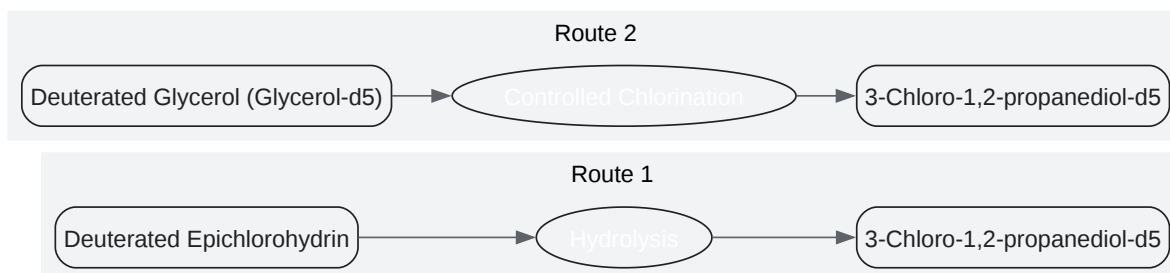 Route 2
Deuterated Glycerol (Glycerol-d5)
Controlled Chlorination
3-Chloro-1,2-propanediol-d5
Route 1
Deuterated Epichlorohydrin
Hydrolysis
3-Chloro-1,2-propanediol-d5